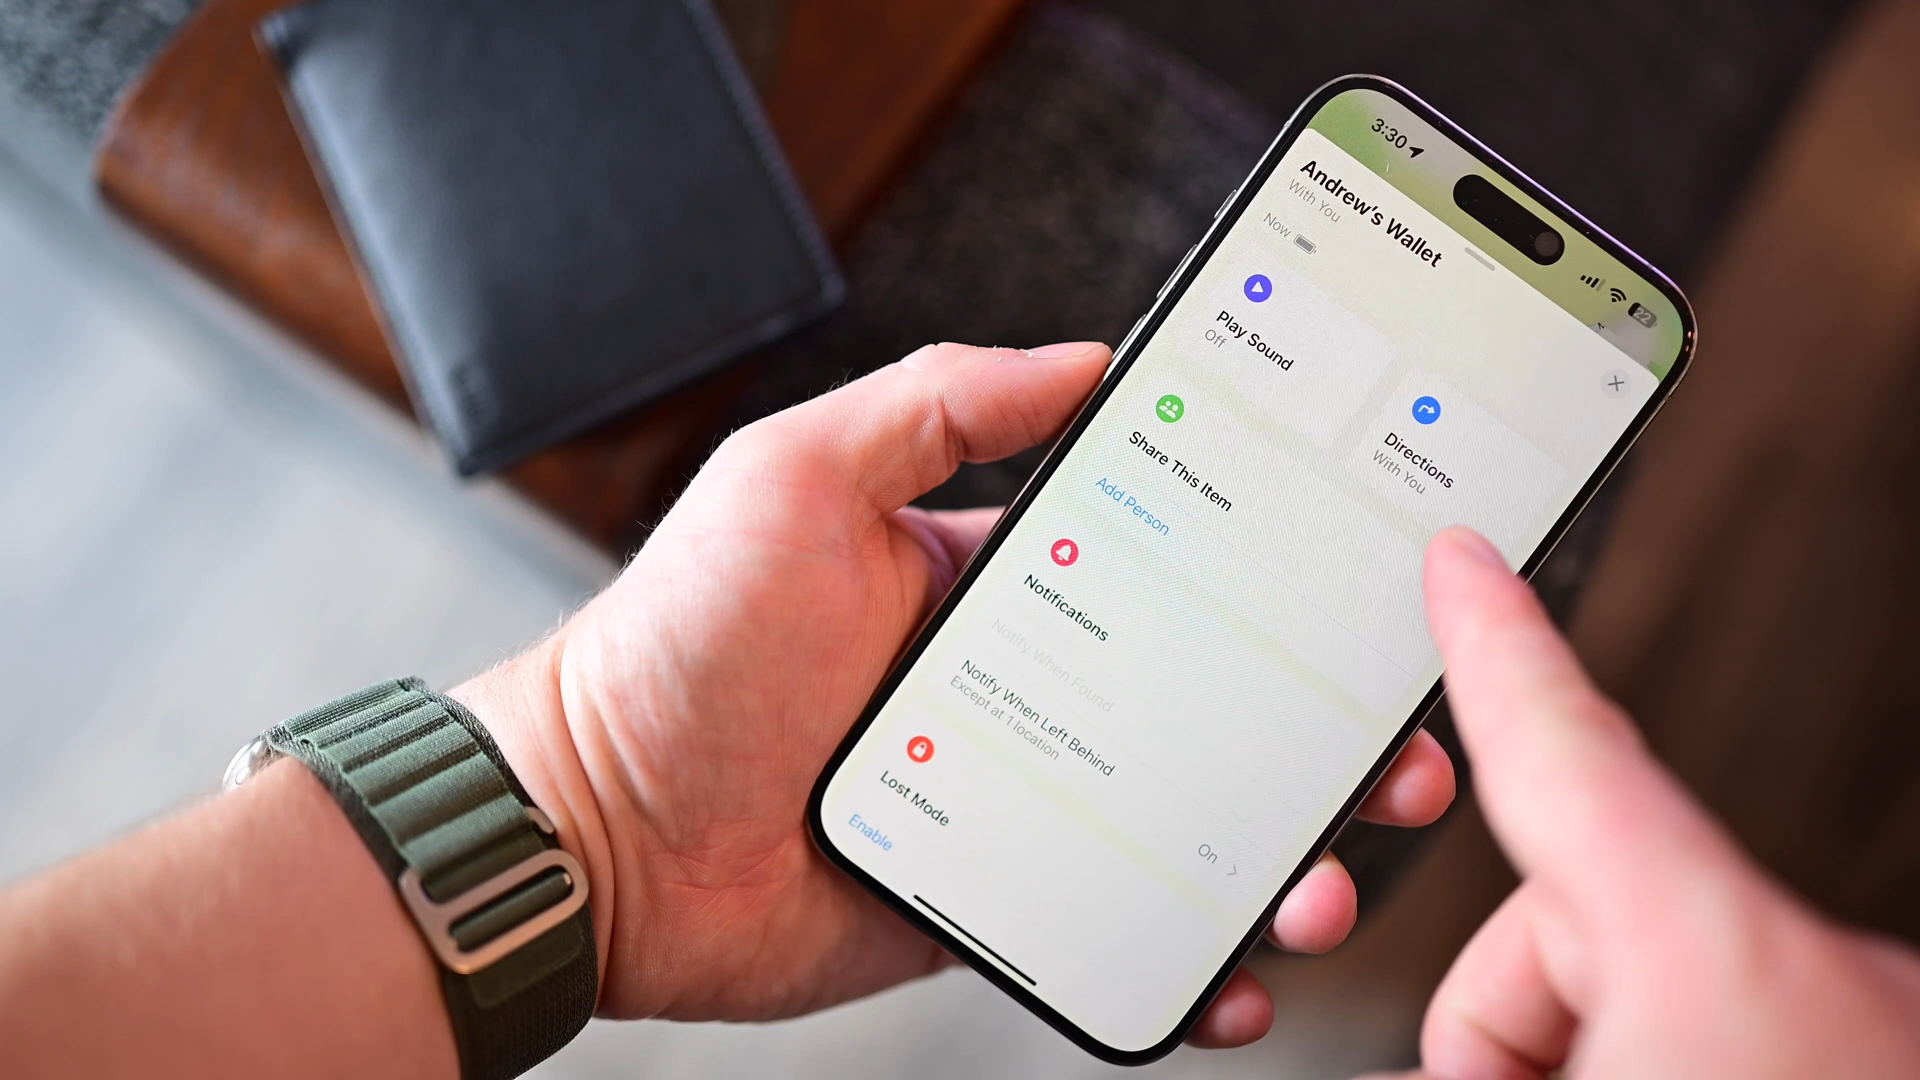 3:30
22
Andrew's Wallet
With You
Now
Play Sound
Off
Directions
With You
Share This Item
Add Person
Notifications
Notify When Found
Notify When Left Behind
Except at 1 location
On
Lost Mode
Enable